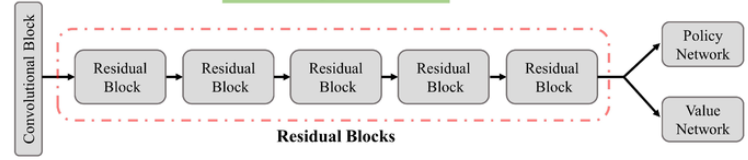 Convolutional Block
Residual
Block
Residual
Block
Residual
Block
Residual
Block
Residual
Block
Residual Blocks
Policy
Network
Value
Network